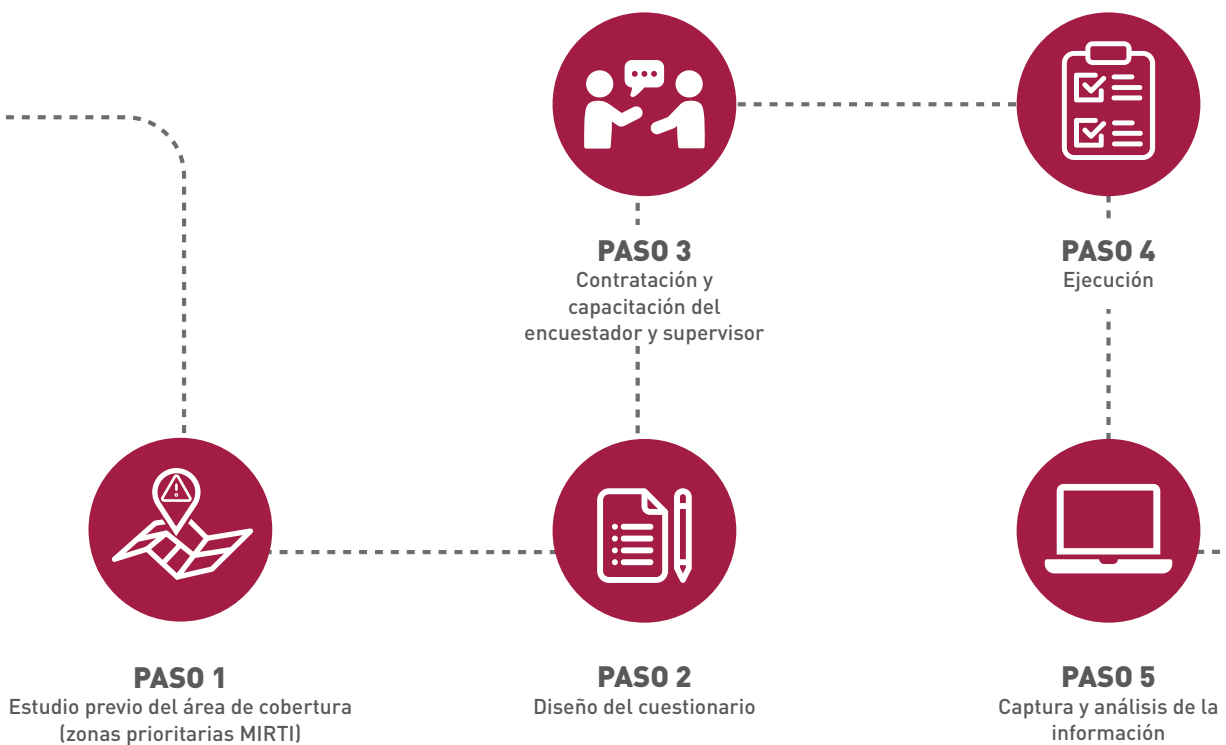 PASO 1
Estudio previo del área de cobertura
(zonas prioritarias MIRTI)
PASO 2
Diseño del cuestionario
PASO 3
Contratación y
capacitación del
encuestador y supervisor
PASO 4
Ejecución
PASO 5
Captura y análisis de la
información